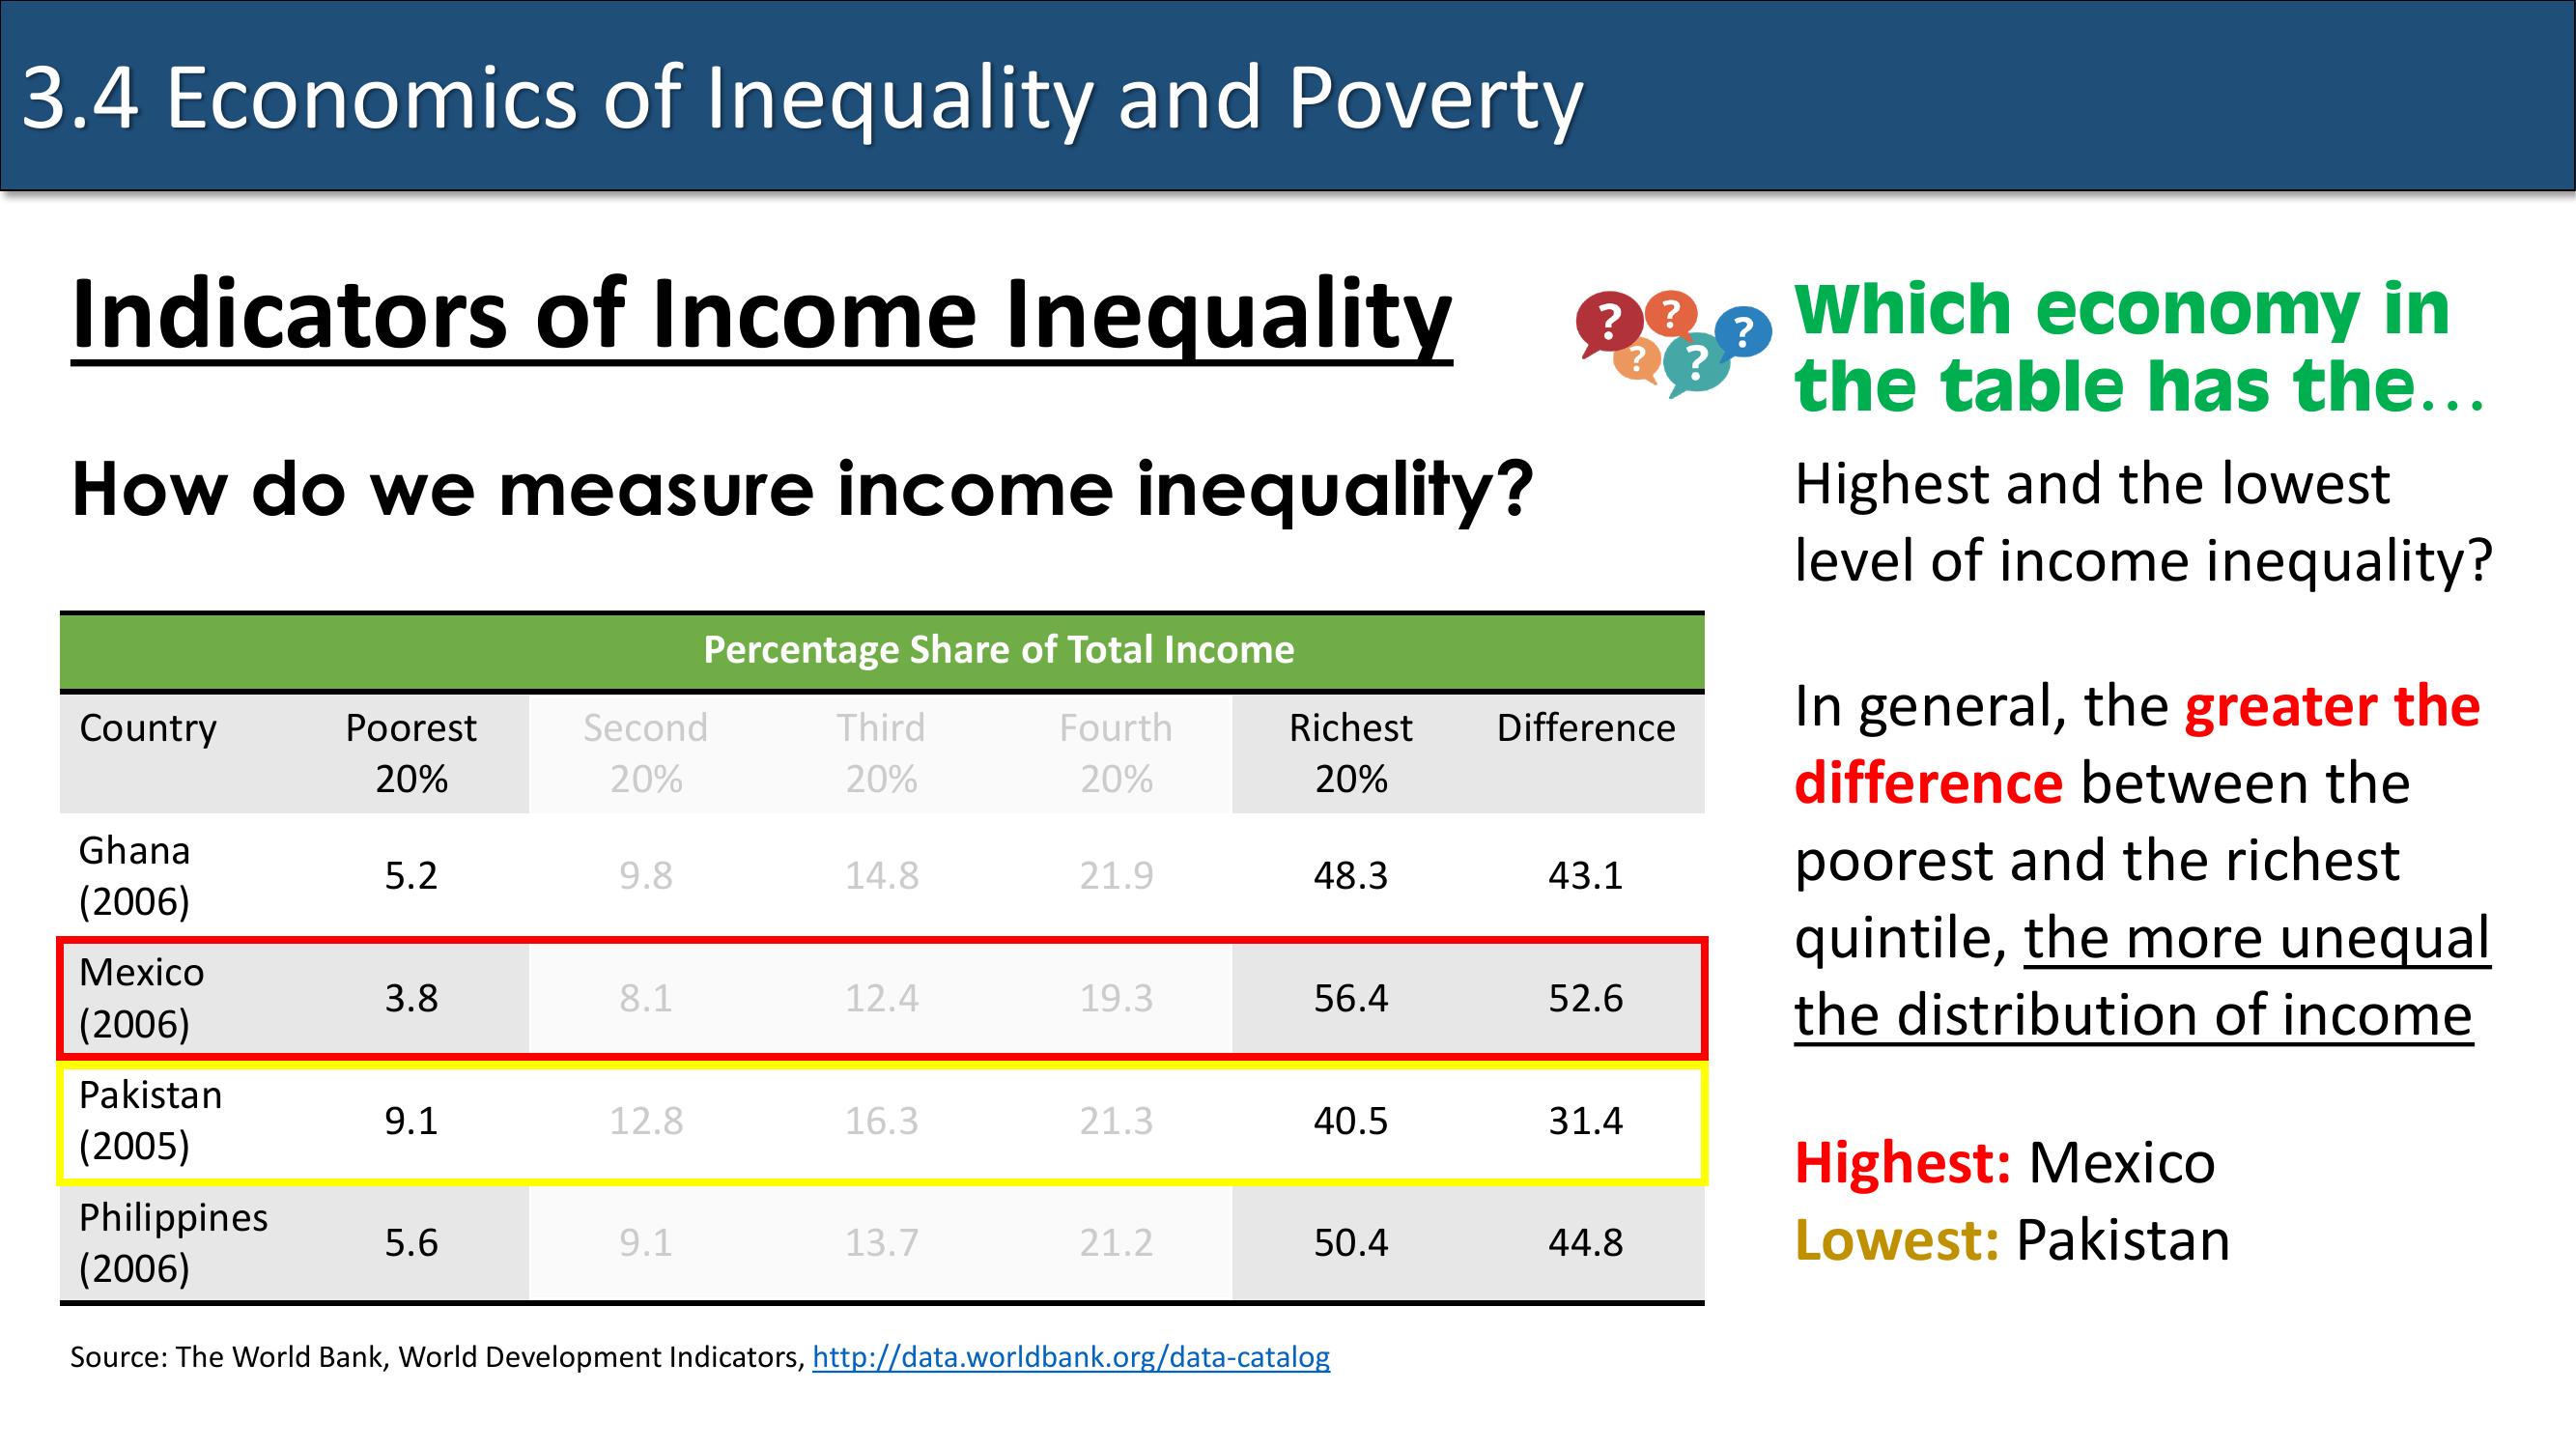 3.4 Economics of Inequality and Poverty
Indicators of Income Inequality
How do we measure income inequality?
Percentage Share of Total Income
Country Poorest 20% Second 20% Third 20% Fourth 20% Richest 20% Difference
Ghana (2006) 5.2 9.8 14.8 21.9 48.3 43.1
Mexico (2006) 3.8 8.1 12.4 19.3 56.4 52.6
Pakistan (2005) 9.1 12.8 16.3 21.3 40.5 31.4
Philippines (2006) 5.6 9.1 13.7 21.2 50.4 44.8
Source: The World Bank, World Development Indicators, http://data.worldbank.org/data-catalog
? ? ? ? ?
Which economy in
the table has the...
Highest and the lowest
level of income inequality?
In general, the greater the
difference between the
poorest and the richest
quintile, the more unequal
the distribution of income
Highest: Mexico
Lowest: Pakistan